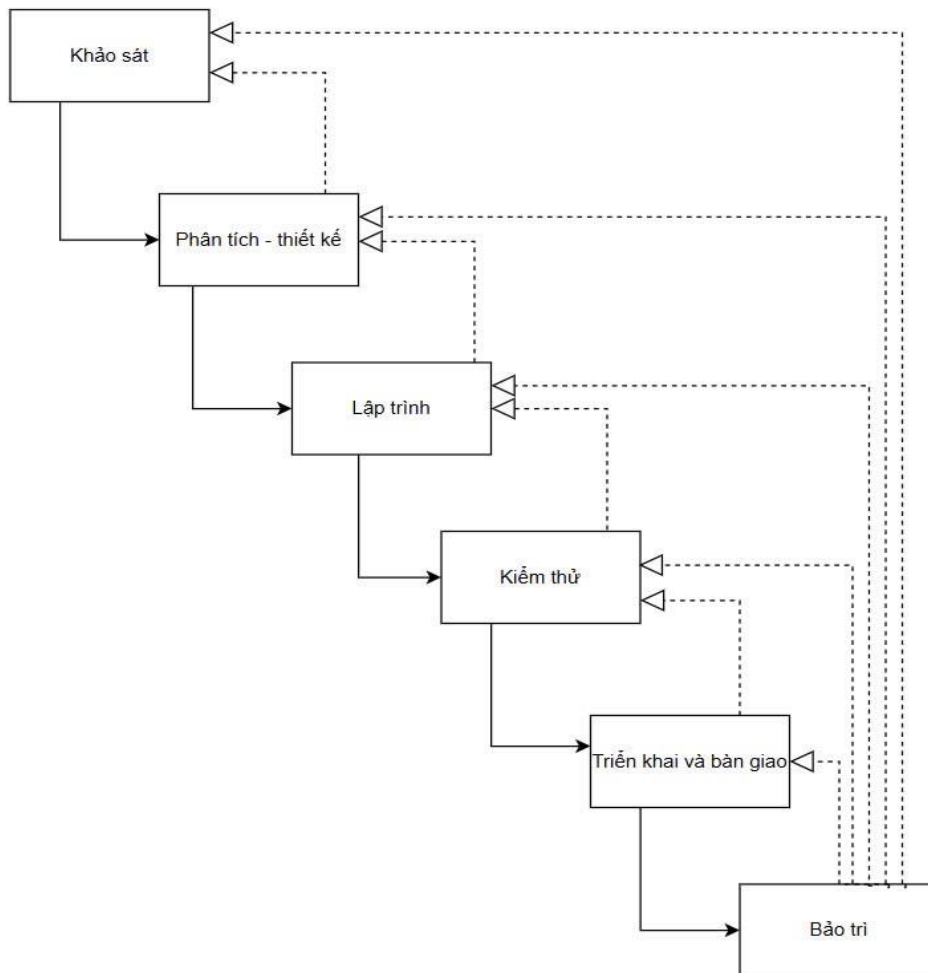 Khảo sát
Phân tích - thiết kế
Lập trình
Kiểm thử
Triển khai và bàn giao
Bảo trì